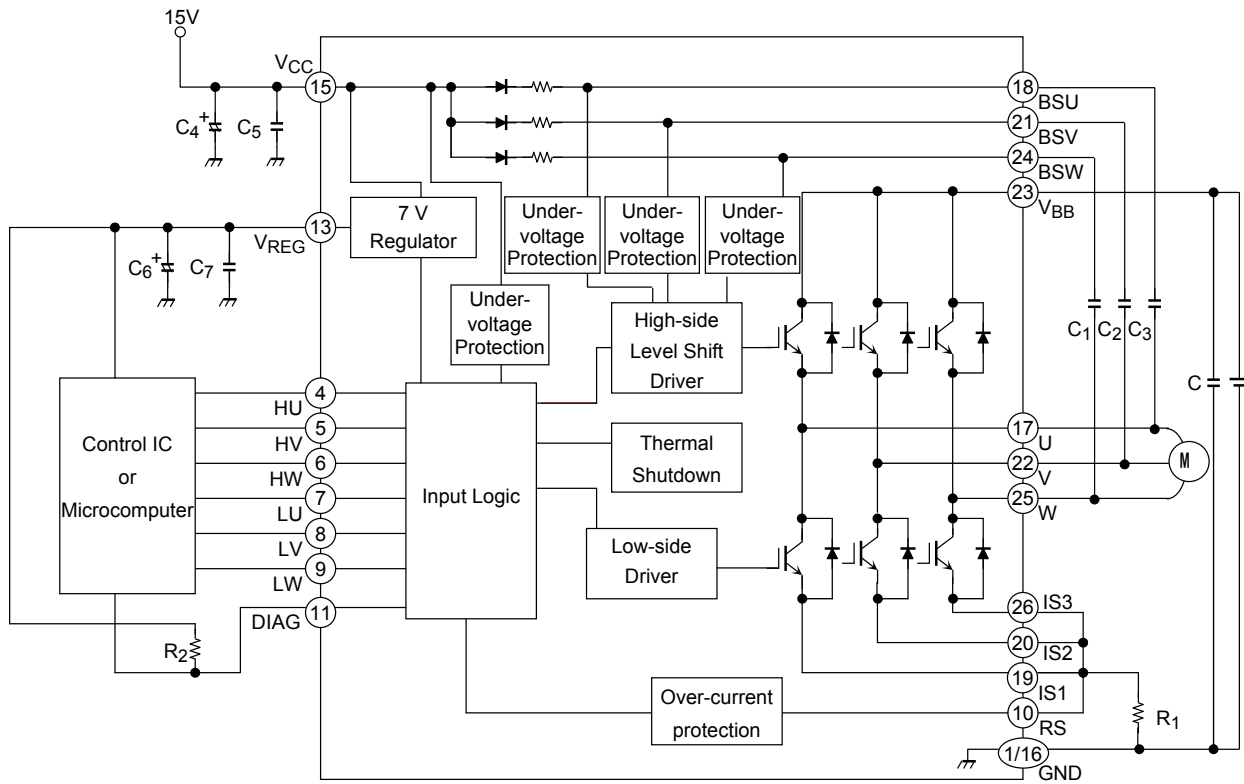 15V
VCC
15
18
BSU
C4
+
C5
21
BSV
24
BSW
23
VBB
13
VREG
7 V
Regulator
Under-
voltage
Protection
Under-
voltage
Protection
Under-
voltage
Protection
C6
+
C7
Under-
voltage
Protection
High-side
Level Shift
Driver
C1
C2
C3
C
Control IC
or
Microcomputer
4
HU
5
HV
6
HW
7
LU
8
LV
9
LW
11
DIAG
Input Logic
Thermal
Shutdown
Low-side
Driver
17
U
22
V
25
W
M
26
IS3
20
IS2
19
IS1
10
RS
1/16
GND
R2
Over-current
protection
R1